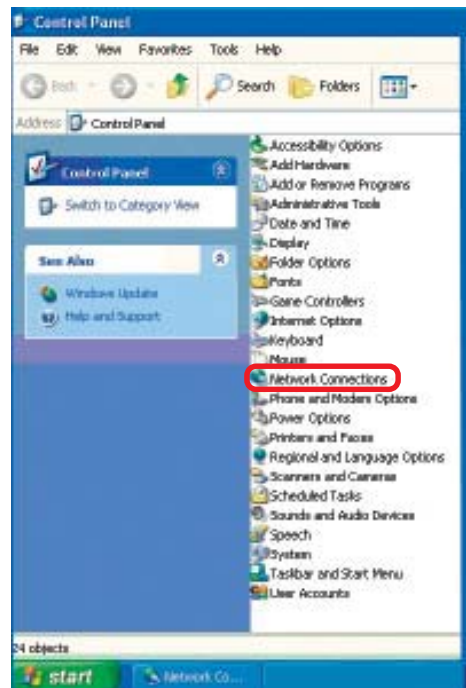 Control Panel
File Edit View Favorites Tools Help
Back Search Folders
Address Control Panel
Control Panel
Switch to Category View
See Also
Windows Update
Help and Support
Accessibility Options
Add Hardware
Add or Remove Programs
Administrative Tools
Date and Time
Display
Folder Options
Fonts
Game Controllers
Internet Options
Keyboard
Mouse
Network Connections
Phone and Modem Options
Power Options
Printers and Faxes
Regional and Language Options
Scanners and Cameras
Scheduled Tasks
Sounds and Audio Devices
Speech
System
Taskbar and Start Menu
User Accounts
24 objects
start Network Co...